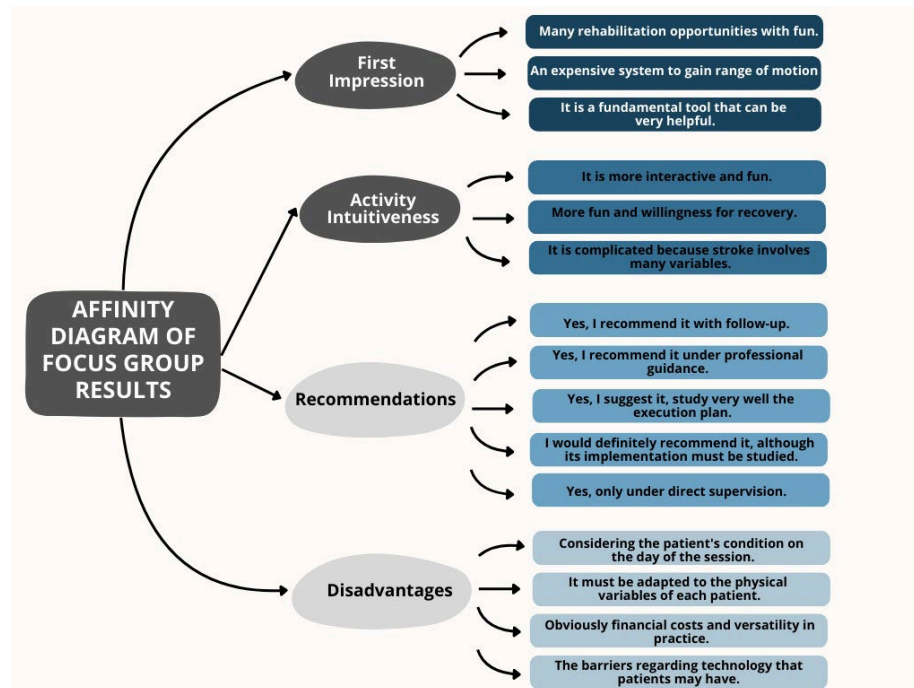 AFFINITY
DIAGRAM OF
FOCUS GROUP
RESULTS
First
Impression
Many rehabilitation opportunities with fun.
An expensive system to gain range of motion
It is a fundamental tool that can be
very helpful.
Activity
Intuitiveness
It is more interactive and fun.
More fun and willingness for recovery.
It is complicated because stroke involves
many variables.
Recommendations
Yes, I recommend it with follow-up.
Yes, I recommend it under professional
guidance.
Yes, I suggest it, study very well the
execution plan.
I would definitely recommend it, although
its implementation must be studied.
Yes, only under direct supervision.
Disadvantages
Considering the patient's condition on
the day of the session.
It must be adapted to the physical
variables of each patient.
Obviously financial costs and versatility in
practice.
The barriers regarding technology that
patients may have.